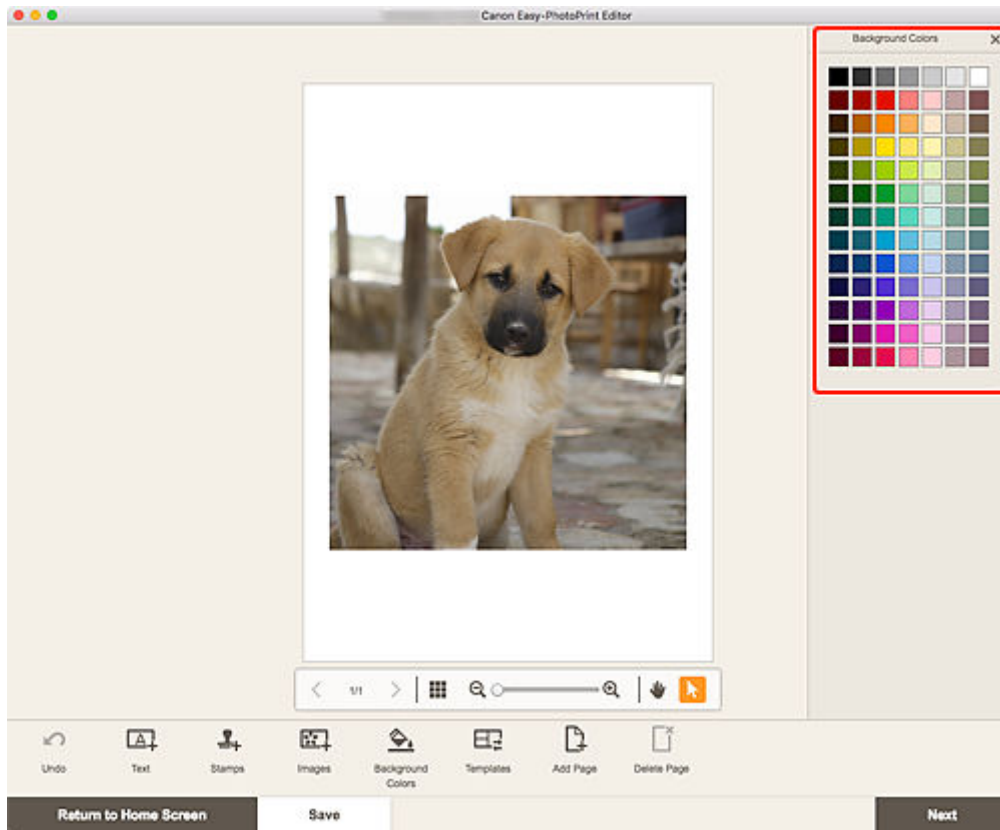 Canon Easy-PhotoPrint Editor
Background Colors
1/1
Undo
Text
Stamps
Images
Background
Colors
Templates
Add Page
Delete Page
Return to Home Screen
Save
Next